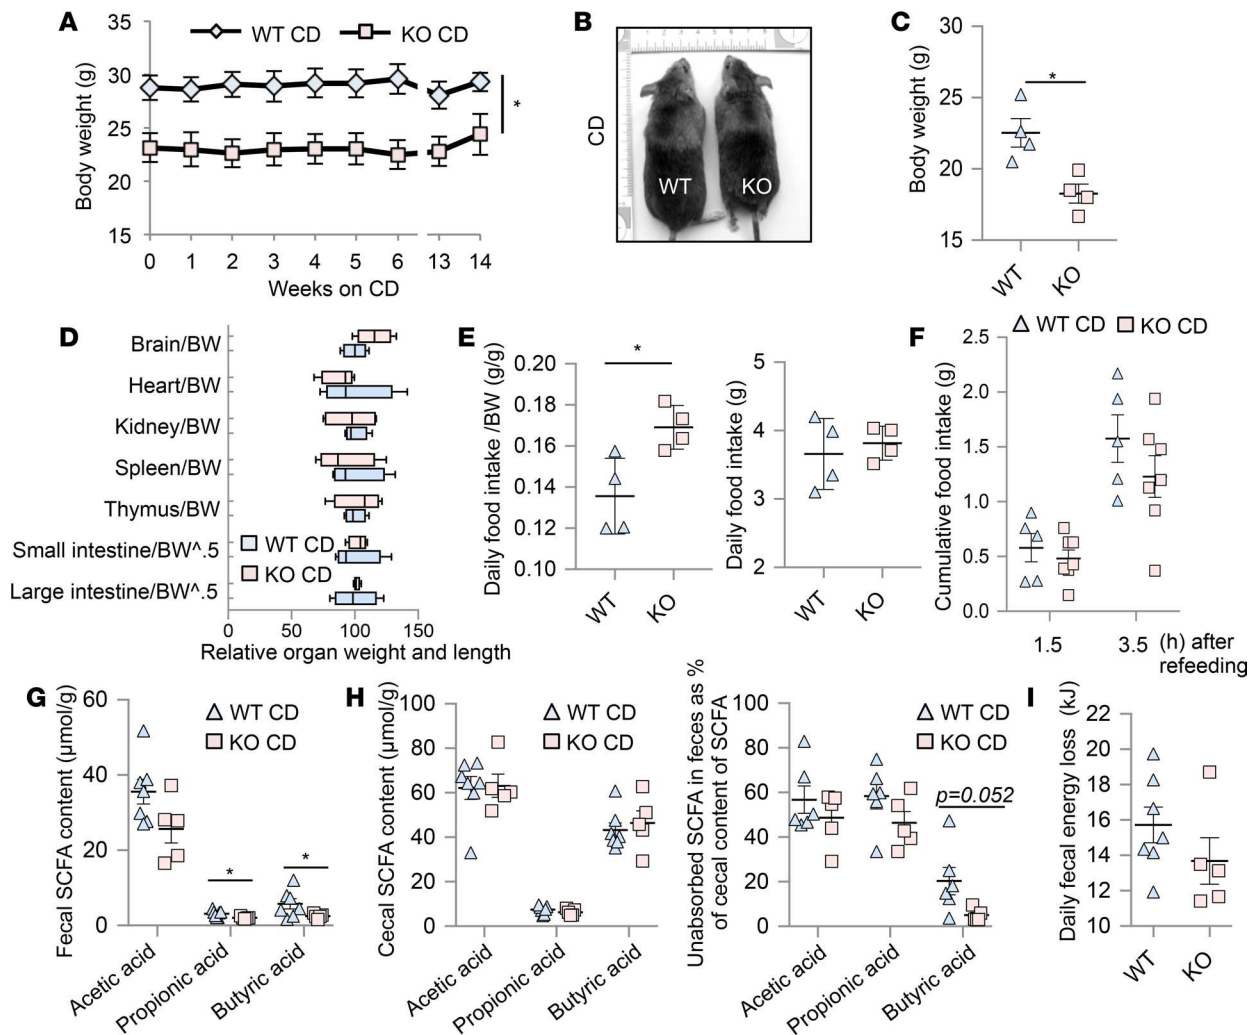 A
35
30
25
20
15
Body weight (g)
WT CD
KO CD
*
0 1 2 3 4 5 6 13 14
Weeks on CD
B
CD
WT
KO
C
30
25
20
15
Body weight (g)
*
WT
KO
D
Brain/BW
Heart/BW
Kidney/BW
Spleen/BW
Thymus/BW
Small intestine/BW^.5
Large intestine/BW^.5
WT CD
KO CD
0 50 100 150
Relative organ weight and length
E
Daily food intake /BW (g/g)
0.20
0.18
0.16
0.14
0.12
0.10
*
WT
KO
Daily food intake (g)
5
4
3
2
WT
KO
F
WT CD
KO CD
Cumulative food intake (g)
2.5
2.0
1.5
1.0
0.5
0.0
1.5 3.5 (h) after
refeeding
G
Fecal SCFA content (μmol/g)
60
40
20
0
WT CD
KO CD
*
*
Acetic acid
Propionic acid
Butyric acid
H
Cecal SCFA content (μmol/g)
100
80
60
40
20
0
WT CD
KO CD
Acetic acid
Propionic acid
Butyric acid
Unabsorbed SCFA in feces as %
of cecal content of SCFA
100
80
60
40
20
0
WT CD
KO CD
p=0.052
Acetic acid
Propionic acid
Butyric acid
I
Daily fecal energy loss (kJ)
22
20
18
16
14
12
10
WT
KO